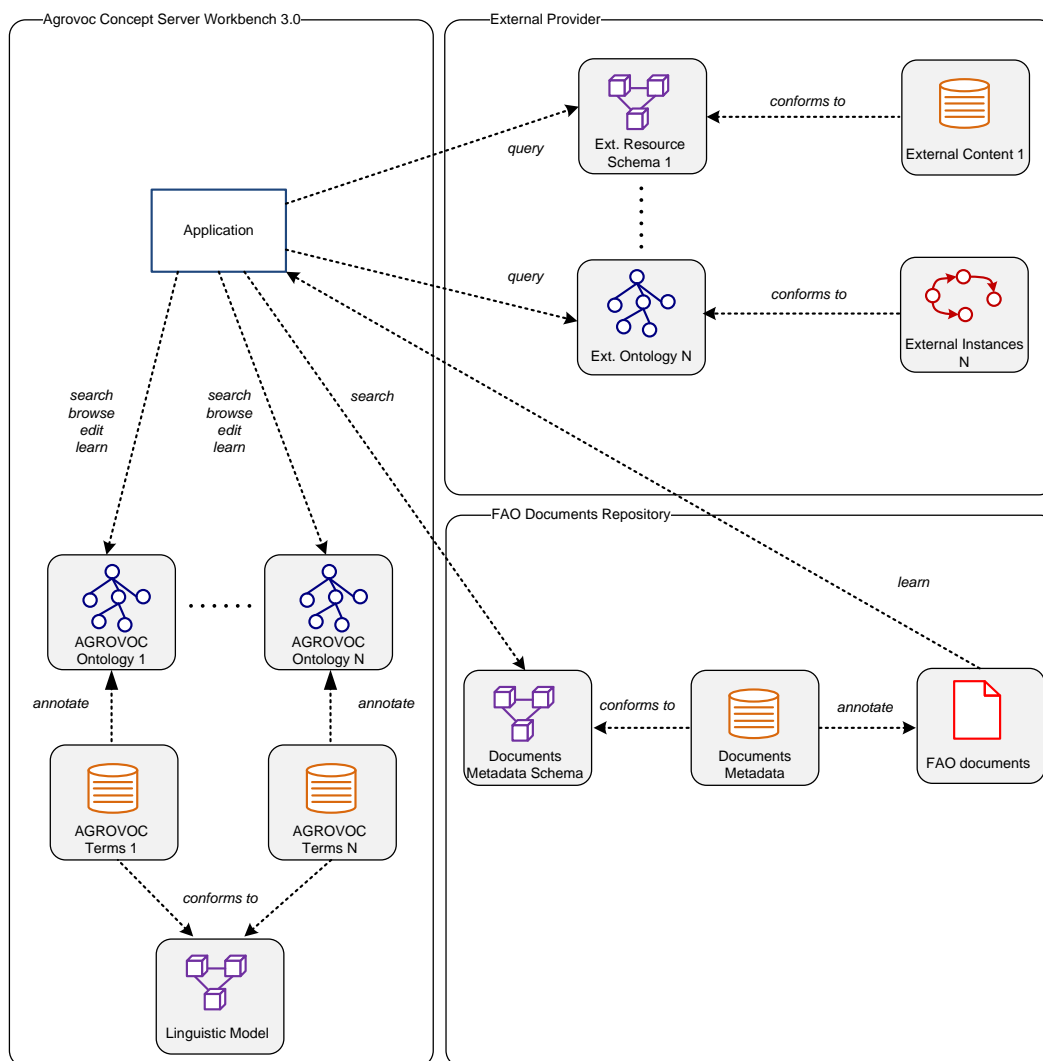 Agrovoc Concept Server Workbench 3.0
External Provider
Ext. Resource
Schema 1
conforms to
External Content 1
query
Application
query
Ext. Ontology N
conforms to
External Instances
N
search
browse
edit
learn
search
browse
edit
learn
search
FAO Documents Repository
learn
AGROVOC
Ontology 1
AGROVOC
Ontology N
annotate
annotate
Documents
Metadata Schema
conforms to
Documents
Metadata
annotate
FAO documents
AGROVOC
Terms 1
AGROVOC
Terms N
conforms to
Linguistic Model